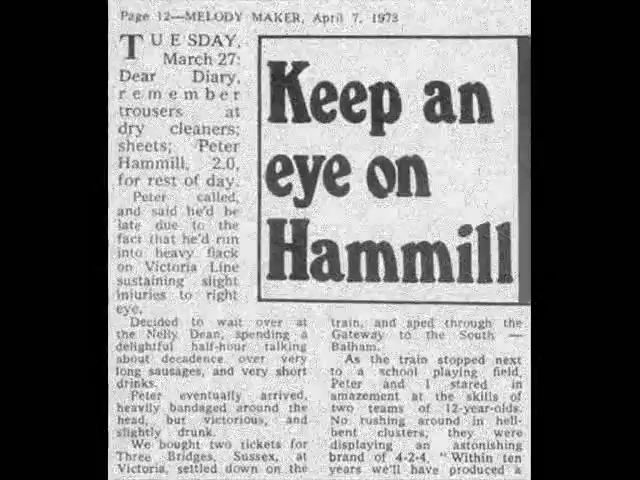 Page 12—MELODY MAKER, April 7, 1973
TUESDAY,
March 27:
Dear Diary,
remember
trousers at
dry cleaners;
sheets; Peter
Hammill, 2.0,
for rest of day.
Peter called,
and said he'd be
late due to the
fact that he'd run
into heavy flack
on Victoria Line
sustaining slight
injuries to right
eye.
Keep an
eye on
Hammill
Decided to wait over at
the Nelly Dean, spending a
delightful half-hour talking
about decadence over very
long sausages, and very short
drinks.
Peter eventually arrived,
heavily bandaged around the
head, but victorious, and
slightly drunk.
We bought two tickets for
Three Bridges, Sussex, at
Victoria, settled down on the
train, and sped through the
Gateway to the South —
Balham.
As the train stopped next
to a school playing field,
Peter and I stared in
amazement at the skills of
two teams of 12-year-olds.
No rushing around in hell-
bent clusters, they were
displaying an astonishing
brand of 4-2-4. "Within ten
years we'll have produced a